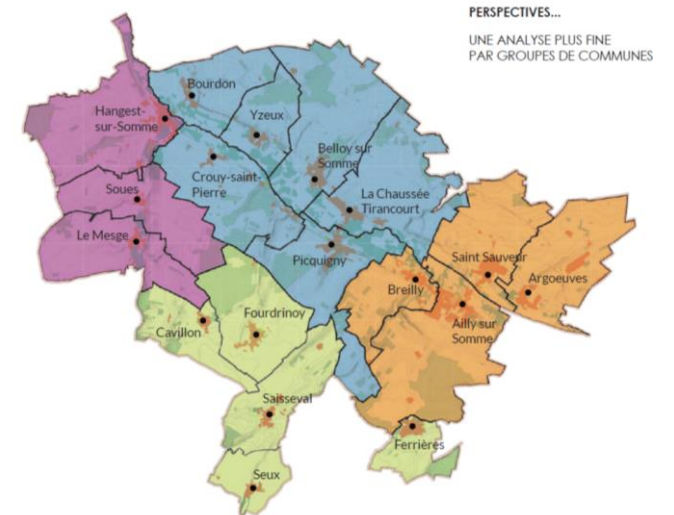 PERSPECTIVES...
UNE ANALYSE PLUS FINE
PAR GROUPES DE COMMUNES
Bourdon
Hangest-
sur-Somme
Yzeux
Belloy sur
Somme
Crouy-saint-
Pierre
Soues
La Chaussée
Tirancourt
Le Mesge
Picquigny
Saint Sauveur
Argoeuves
Breilly
Fourdrinoy
Cavillon
Ailly sur
Somme
Saisseval
Ferrières
Seux